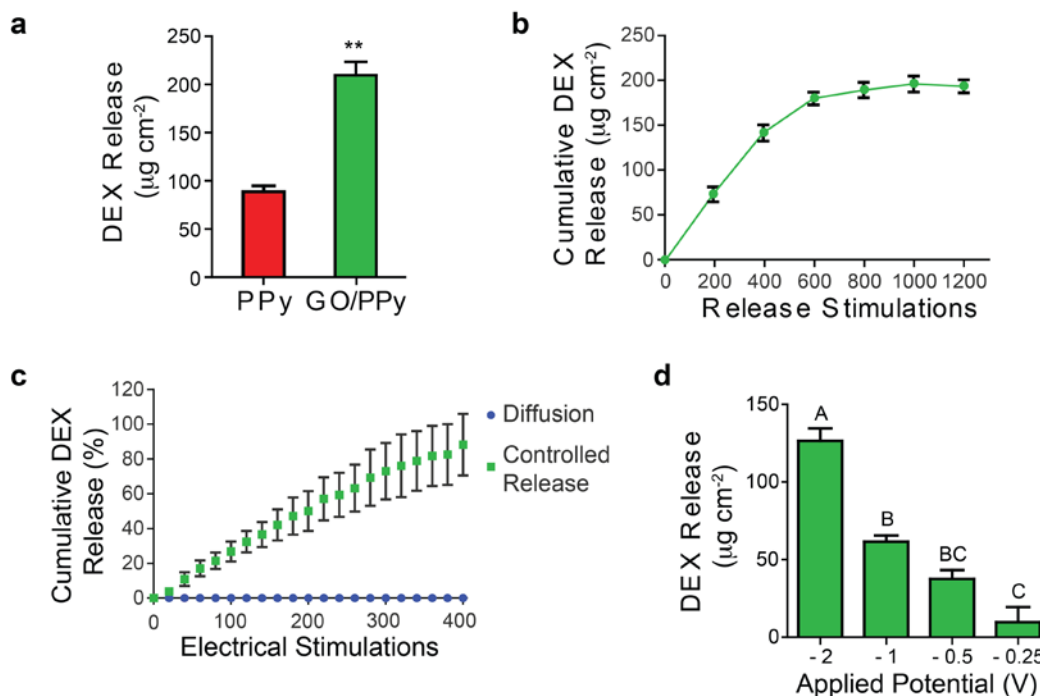 a
DEX Release
(µg cm⁻²)
250
200
150
100
50
0
**
PPy GO/PPy
b
Cumulative DEX
Release (µg cm⁻²)
250
200
150
100
50
0
0 200 400 600 800 1000 1200
Release Stimulations
c
Cumulative DEX
Release (%)
120
100
80
60
40
20
0
0 100 200 300 400
Electrical Stimulations
Diffusion
Controlled
Release
d
DEX Release
(µg cm⁻²)
150
100
50
0
A
B
BC
C
- 2 - 1 - 0.5 - 0.25
Applied Potential (V)